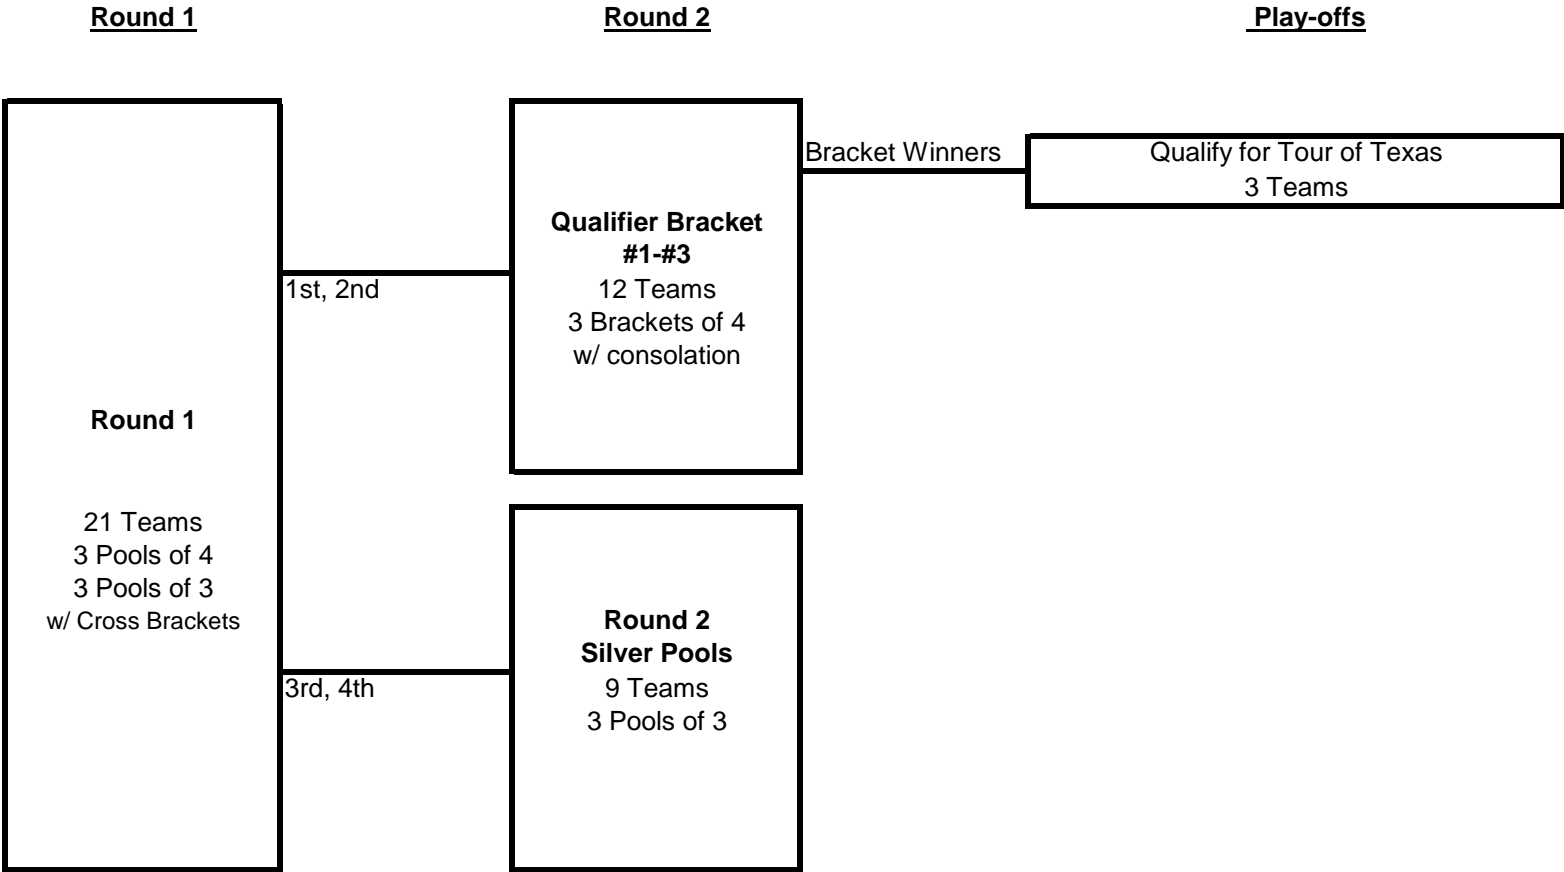 Round 1
Round 2
Play-offs
Bracket Winners
Qualify for Tour of Texas
3 Teams
Qualifier Bracket
#1-#3
12 Teams
3 Brackets of 4
w/ consolation
1st, 2nd
Round 1
21 Teams
3 Pools of 4
3 Pools of 3
w/ Cross Brackets
3rd, 4th
Round 2
Silver Pools
9 Teams
3 Pools of 3